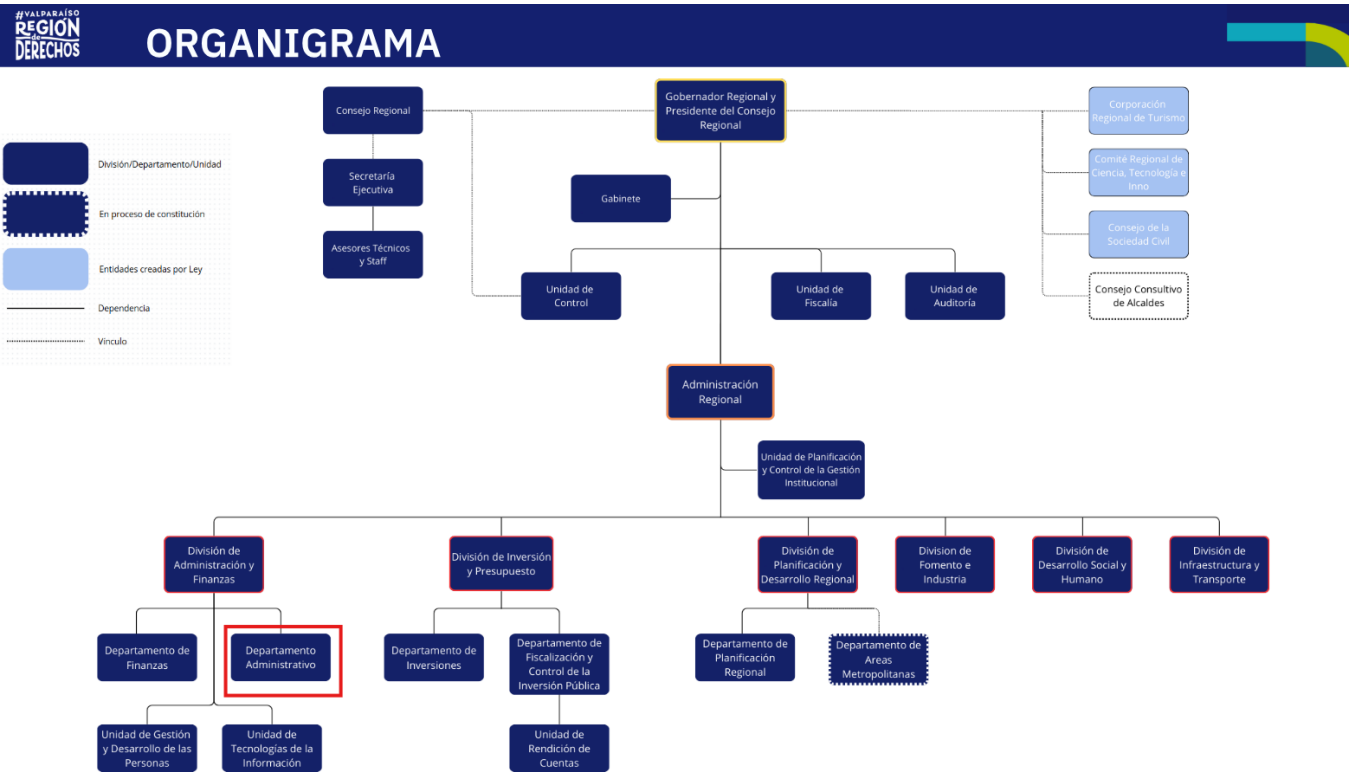 #VALPARAÍSO
REGIÓN
de
DERECHOS
ORGANIGRAMA
División/Departamento/Unidad
En proceso de constitución
Entidades creadas por Ley
Dependencia
Vínculo
Consejo Regional
Secretaría
Ejecutiva
Asesores Técnicos
y Staff
Gobernador Regional y
Presidente del Consejo
Regional
Gabinete
Unidad de
Control
Unidad de
Fiscalía
Unidad de
Auditoría
Corporación
Regional de Turismo
Comité Regional de
Ciencia, Tecnología e
Inno
Consejo de la
Sociedad Civil
Consejo Consultivo
de Alcaldes
Administración
Regional
Unidad de Planificación
y Control de la Gestión
Institucional
División de
Administración y
Finanzas
División de Inversión
y Presupuesto
División de
Planificación y
Desarrollo Regional
Division de
Fomento e
Industria
División de
Desarrollo Social y
Humano
División de
Infraestructura y
Transporte
Departamento de
Finanzas
Departamento
Administrativo
Departamento de
Inversiones
Departamento de
Fiscalización y
Control de la
Inversión Pública
Departamento de
Planificación
Regional
Departamento de
Areas
Metropolitanas
Unidad de Gestión
y Desarrollo de las
Personas
Unidad de
Tecnologías de la
Información
Unidad de
Rendición de
Cuentas